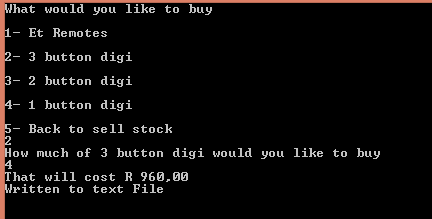 What would you like to buy
1- Et Remotes
2- 3 button digi
3- 2 button digi
4- 1 button digi
5- Back to sell stock
2
How much of 3 button digi would you like to buy
4
That will cost R 960,00
Written to text File